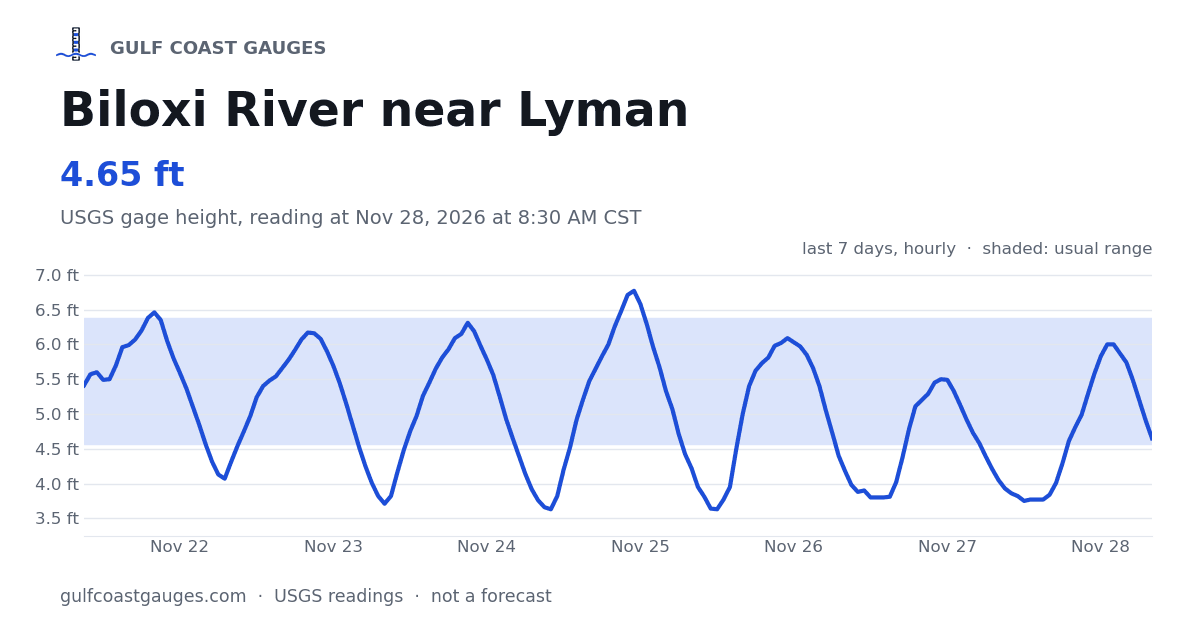 GULF COAST GAUGES
Biloxi River near Lyman
4.65 ft
USGS gage height, reading at Nov 28, 2026 at 8:30 AM CST
last 7 days, hourly · shaded: usual range
7.0 ft
6.5 ft
6.0 ft
5.5 ft
5.0 ft
4.5 ft
4.0 ft
3.5 ft
Nov 22 Nov 23 Nov 24 Nov 25 Nov 26 Nov 27 Nov 28
gulfcoastgauges.com · USGS readings · not a forecast